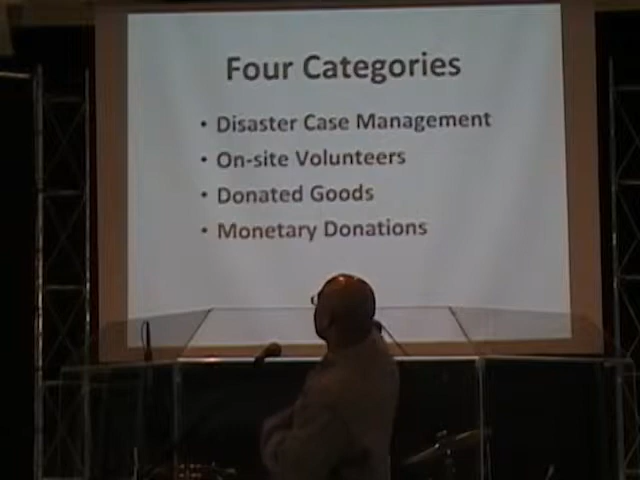 Four Categories
• Disaster Case Management
• On-site Volunteers
• Donated Goods
• Monetary Donations